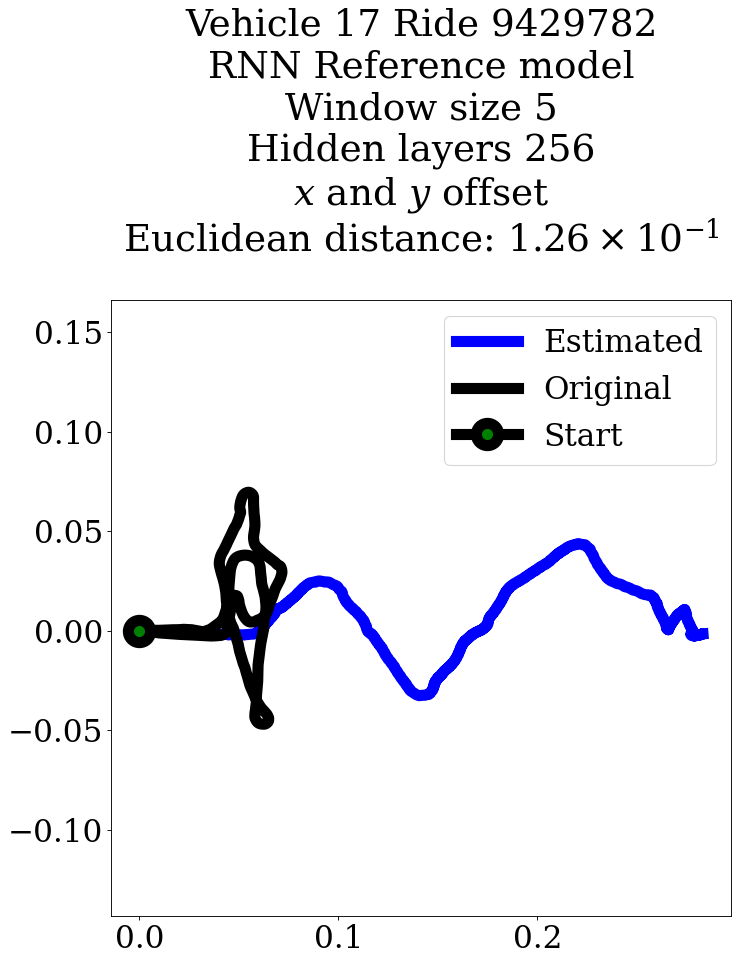 Vehicle 17 Ride 9429782
RNN Reference model
Window size 5
Hidden layers 256
x and y offset
Euclidean distance: 1.26 × 10⁻¹
Estimated
Original
Start
0.15
0.10
0.05
0.00
−0.05
−0.10
0.0 0.1 0.2